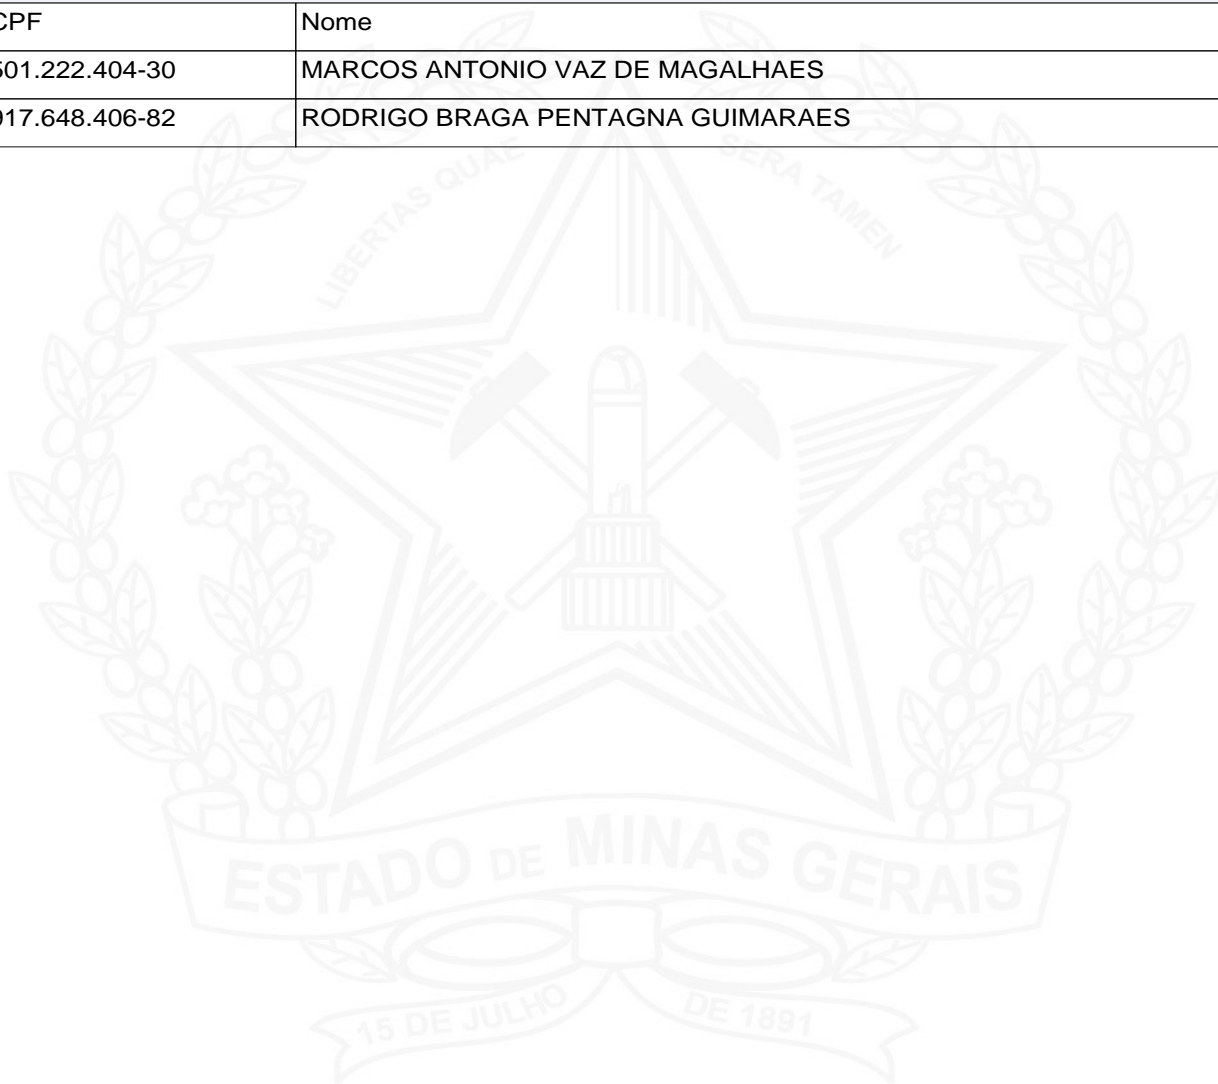 CPF Nome
501.222.404-30 MARCOS ANTONIO VAZ DE MAGALHAES
917.648.406-82 RODRIGO BRAGA PENTAGNA GUIMARAES
LIBERTAS QUAE SERA TAMEN
ESTADO DE MINAS GERAIS
15 DE JULHO DE 1891